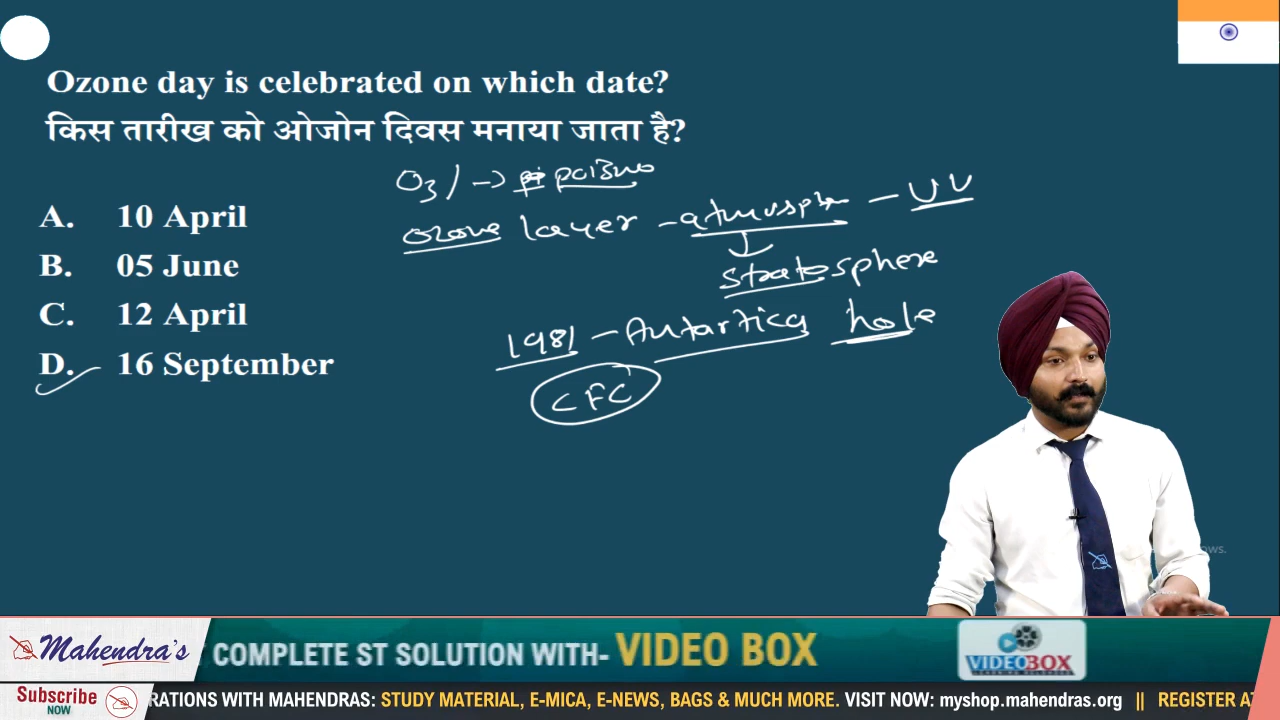 Ozone day is celebrated on which date?
किस तारीख को ओजोन दिवस मनाया जाता है?
O3 / →
ozone layer - atmosphe - UV
↓
Stratosphere
A. 10 April
B. 05 June
C. 12 April
D. 16 September
1981 - Antartica hole
CFC
Mahendra's
COMPLETE ST SOLUTION WITH- VIDEO BOX
VIDEOBOX
Subscribe
NOW
RATIONS WITH MAHENDRAS: STUDY MATERIAL, E-MICA, E-NEWS, BAGS & MUCH MORE. VISIT NOW: myshop.mahendras.org || REGISTER AT